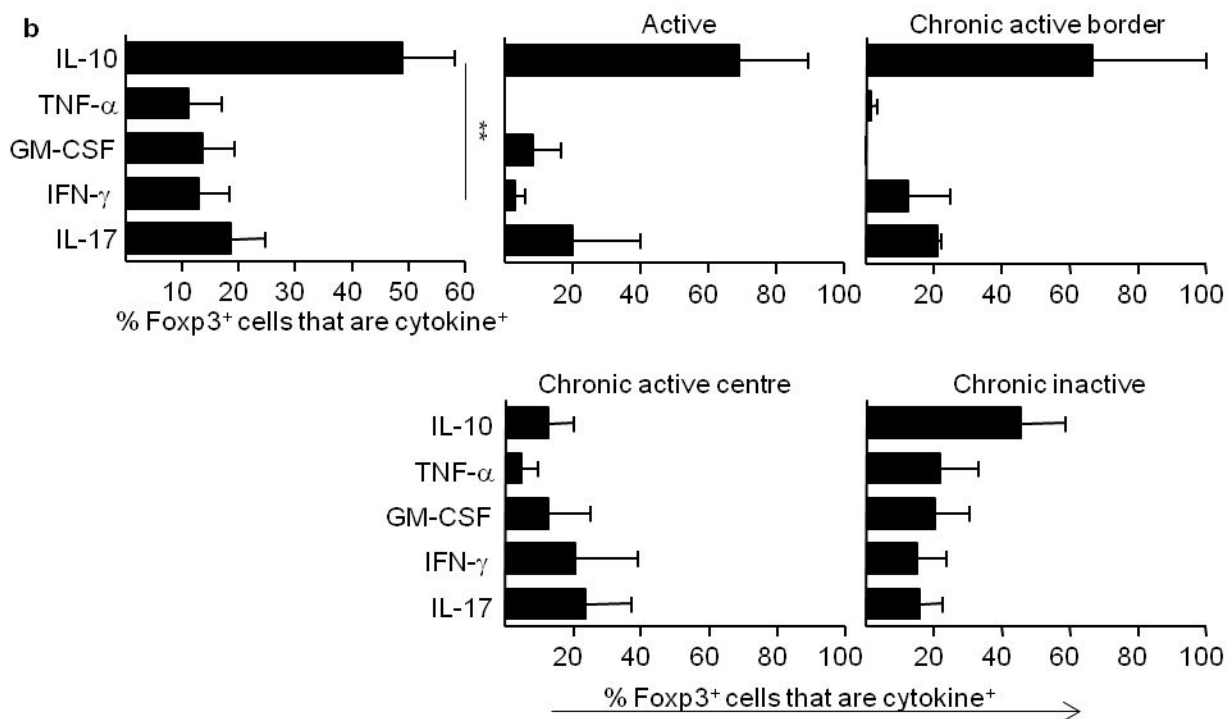 b
Active
Chronic active border
IL-10
TNF-α
GM-CSF
IFN-γ
IL-17
**
10 20 30 40 50 60
20 40 60 80 100
20 40 60 80 100
% Foxp3⁺ cells that are cytokine⁺
Chronic active centre
Chronic inactive
IL-10
TNF-α
GM-CSF
IFN-γ
IL-17
20 40 60 80 100
20 40 60 80 100
% Foxp3⁺ cells that are cytokine⁺